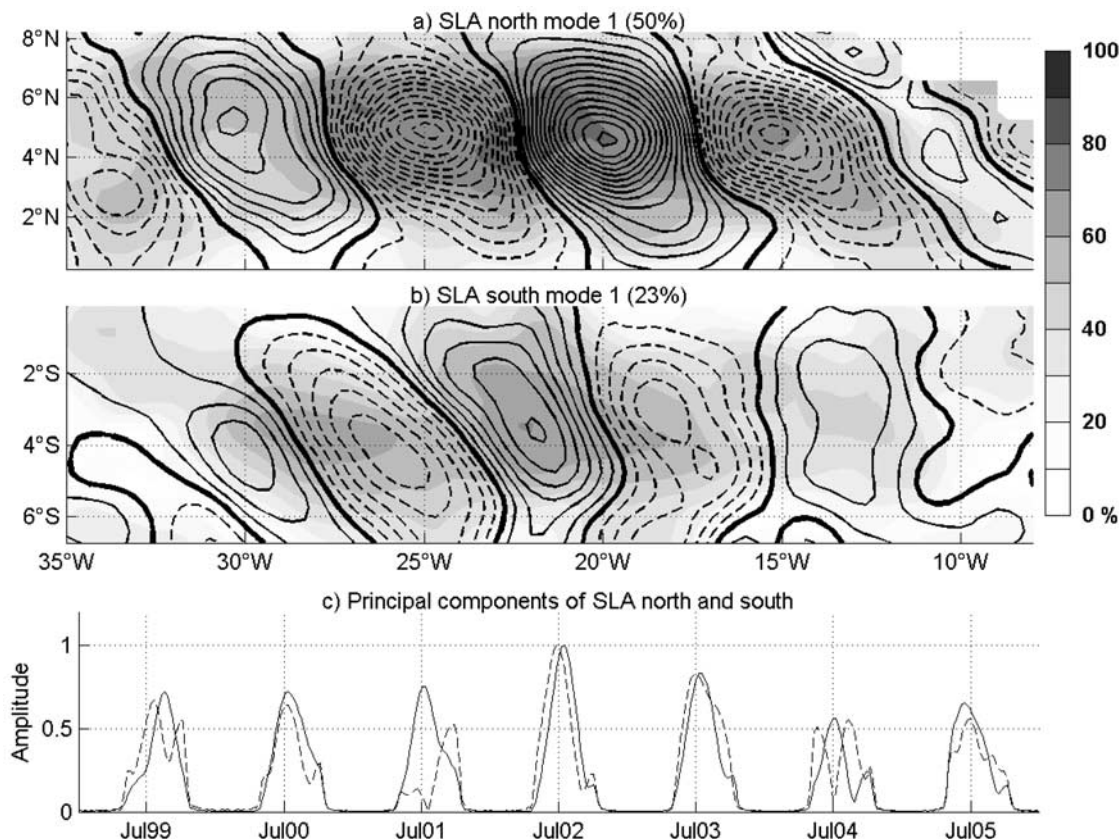 a) SLA north mode 1 (50%)
8°N
6°N
4°N
2°N
100
80
60
40
20
0 %
b) SLA south mode 1 (23%)
2°S
4°S
6°S
35°W 30°W 25°W 20°W 15°W 10°W
c) Principal components of SLA north and south
Amplitude
1
0.5
0
Jul99 Jul00 Jul01 Jul02 Jul03 Jul04 Jul05